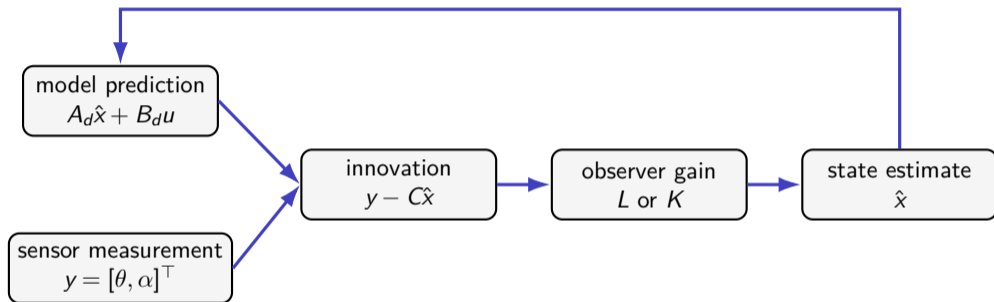 model prediction
A_d x̂ + B_d u
sensor measurement
y = [θ, α]^⊤
innovation
y − Cx̂
observer gain
L or K
state estimate
x̂